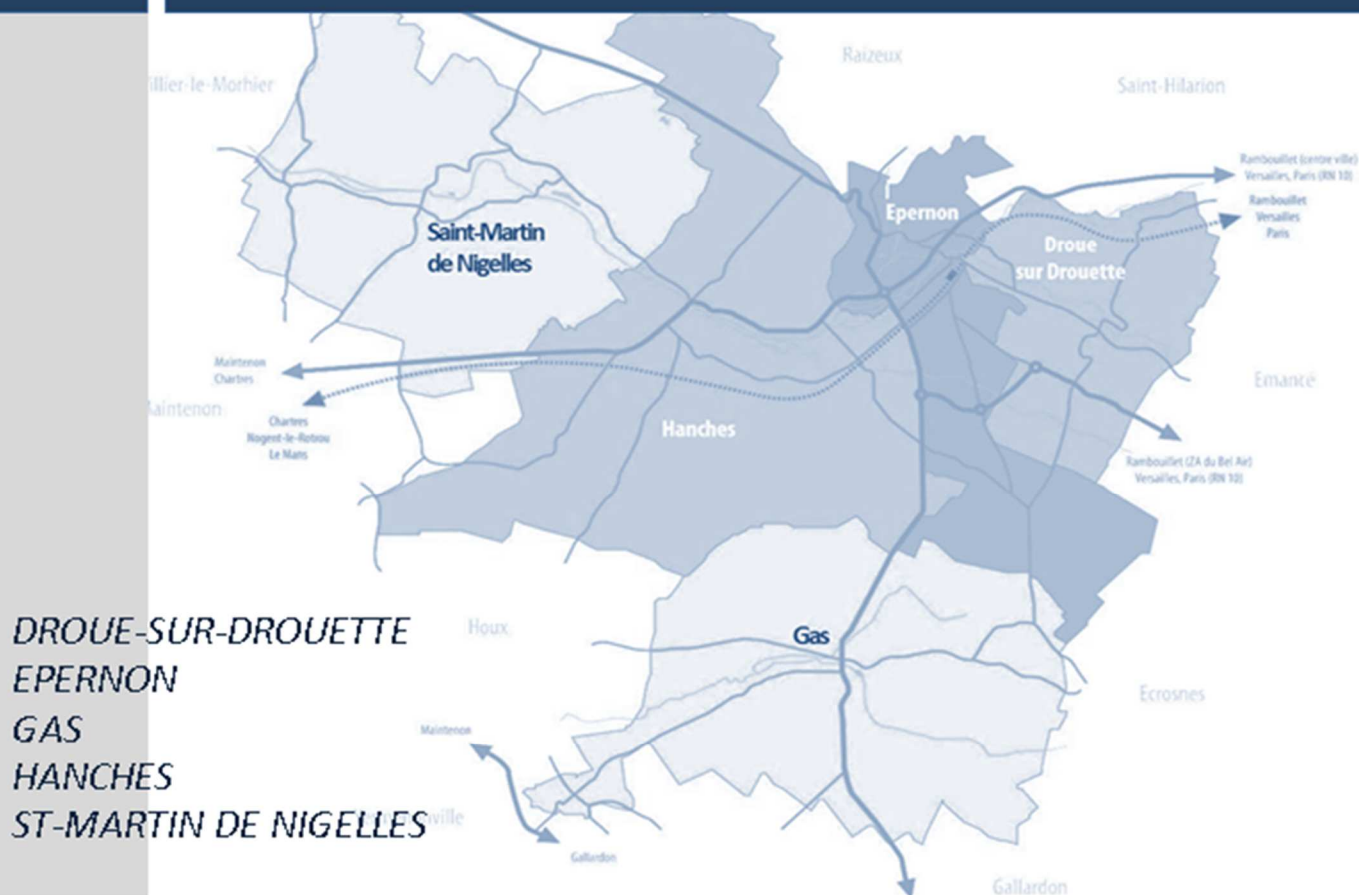 Raizeux
illier-le-Morhier
Saint-Hilarion
Rambouillet (centre ville)
Versailles, Paris (RN 10)
Rambouillet
Versailles
Paris
Epernon
Saint-Martin
de Nigelles
Droue
sur Drouette
Maintenon
Chartres
Emancé
aintenon
Chartres
Nogent-le-Rotrou
Le Mans
Hanches
Rambouillet (ZA du Bel Air)
Versailles, Paris (RN 10)
DROUE-SUR-DROUETTE
Houx
Gas
EPERNON
Ecrosnes
GAS
Maintenon
HANCHES
ST-MARTIN DE NIGELLES
ville
Gallardon
Gallardon